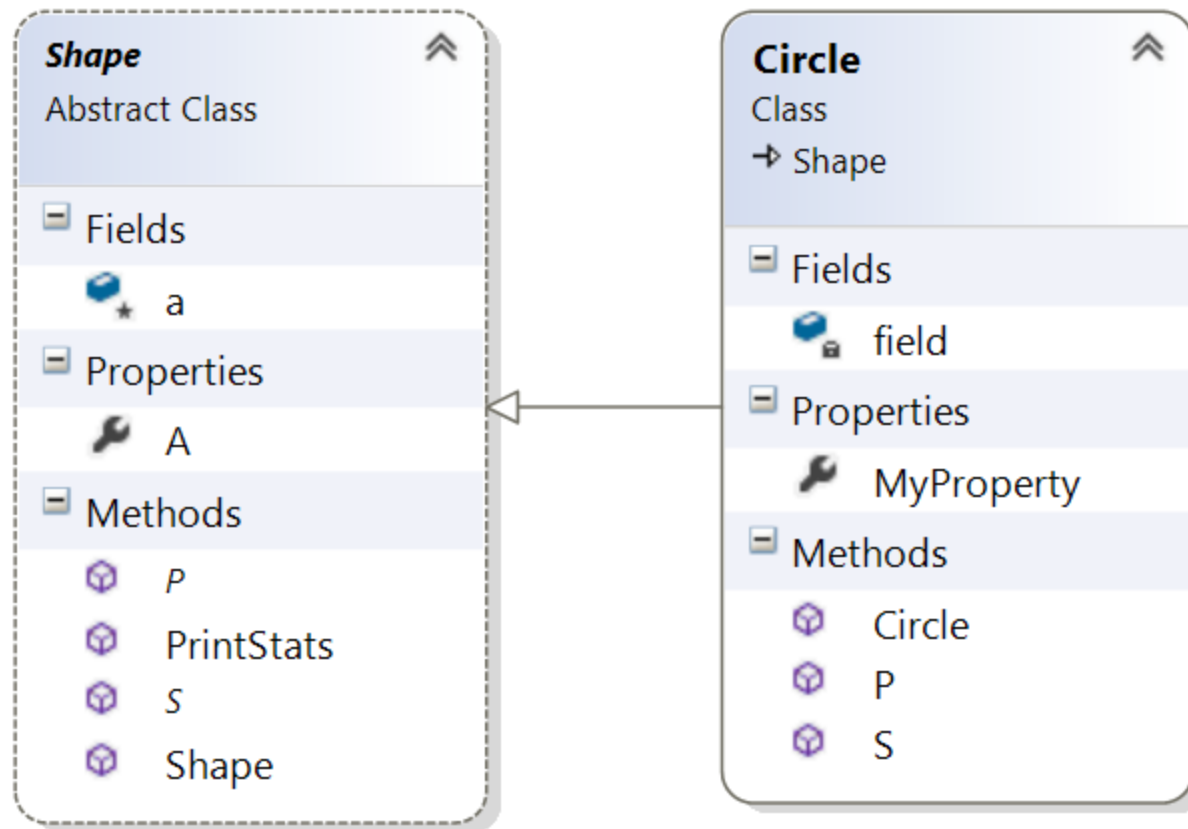 Shape
Abstract Class
Fields
a
Properties
A
Methods
P
PrintStats
S
Shape
Circle
Class
Shape
Fields
field
Properties
MyProperty
Methods
Circle
P
S